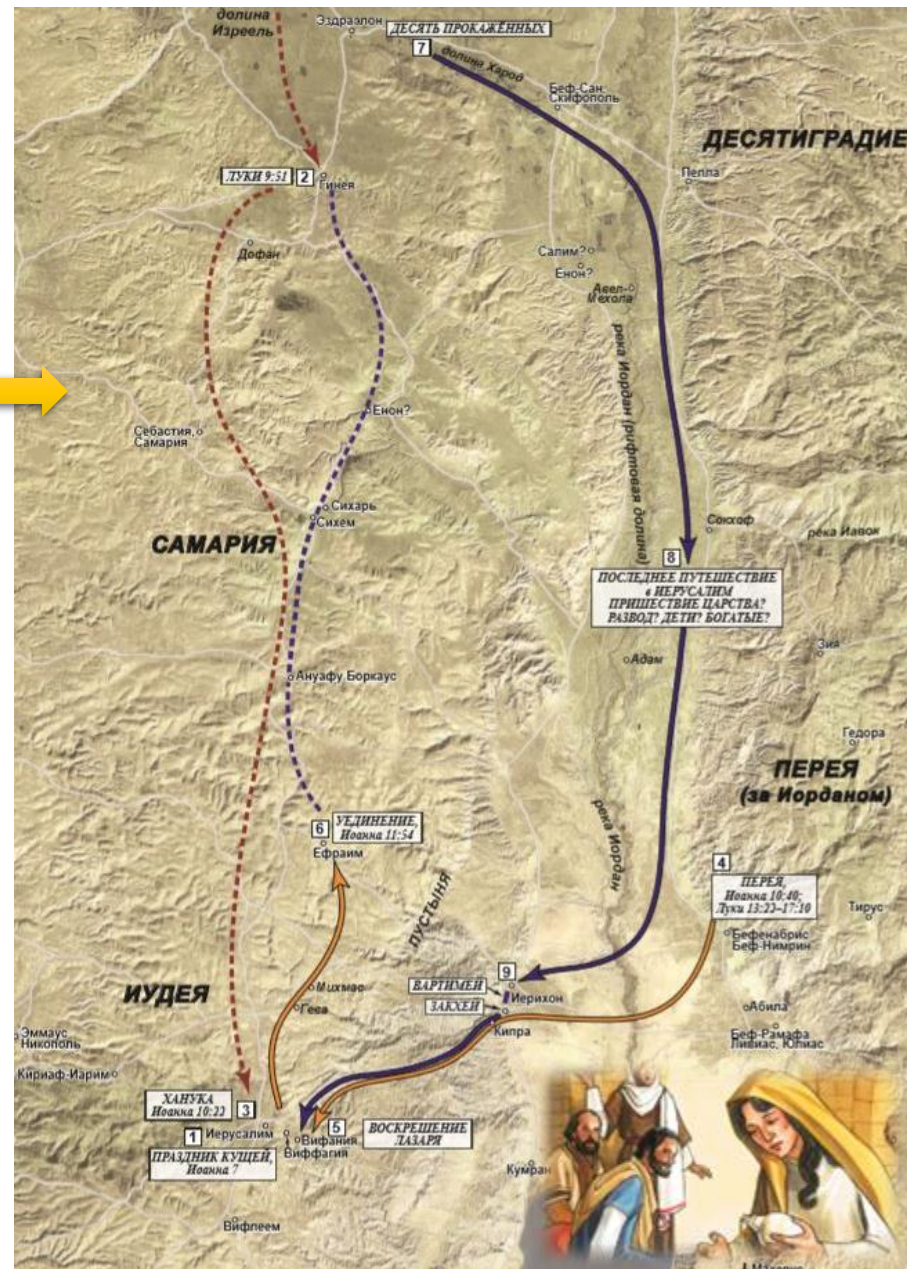 долина
Изреель
Эздраэлон
ДЕСЯТЬ ПРОКАЖЁННЫХ
7
долина Харод
Беф-Сан,
Скифополь
ДЕСЯТИГРАДИЕ
Пелла
ЛУКИ 9:51
2
Гинея
Дофан
Салим?
Енон?
Авел-
Мехола
река Иордан (рифтовая долина)
Енон?
Себастия,
Самария
Сихарь
Сихем
САМАРИЯ
Сокхоф
река Иавок
8
ПОСЛЕДНЕЕ ПУТЕШЕСТВИЕ
в ИЕРУСАЛИМ
ПРИШЕСТВИЕ ЦАРСТВА?
РАЗВОД? ДЕТИ? БОГАТЫЕ?
Адам
Зия
Ануафу Боркаус
Гедора
ПЕРЕЯ
(за Иорданом)
река Иордан
6
УЕДИНЕНИЕ,
Иоанна 11:54
Ефраим
4
ПЕРЕЯ,
Иоанна 10:40;
Луки 13:22–17:10
Тирус
Бефенабрис
Беф-Нимрин
ПУСТЫНЯ
ИУДЕЯ
Михмас
Гева
9
ВАРТИМЕЙ
Иерихон
ЗАКХЕЙ
Кипра
Абила
Беф-Рамафа
Ливиас, Юлиас
Эммаус
Никополь
Кириаф-Иарим
ХАНУКА
Иоанна 10:22
3
1
Иерусалим
ПРАЗДНИК КУЩЕЙ,
Иоанна 7
Вифания
Виффагия
5
ВОСКРЕШЕНИЕ
ЛАЗАРЯ
Кумран
Вифлеем